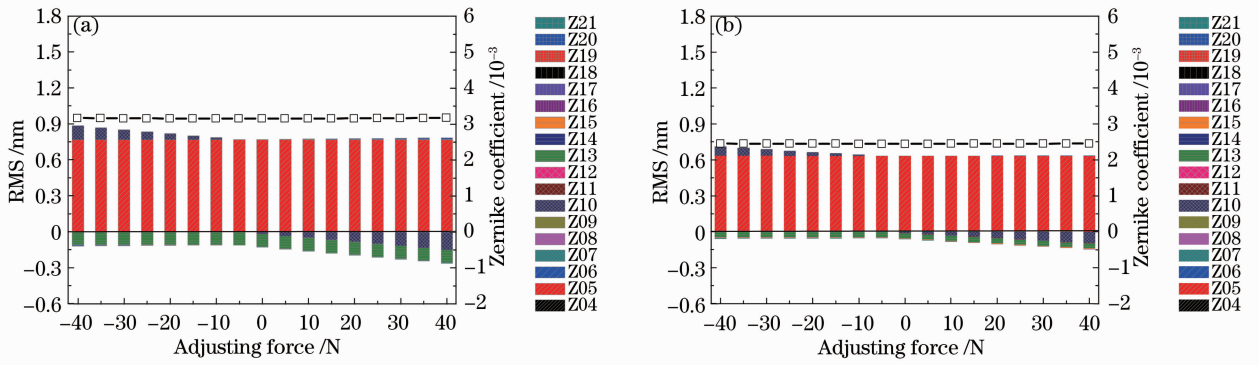 (a)
RMS /nm
1.8
1.5
1.2
0.9
0.6
0.3
0
−0.3
−0.6
−40 −30 −20 −10 0 10 20 30 40
Adjusting force /N
6
5
4
3
2
1
0
−1
−2
Zernike coefficient /10⁻³
Z21
Z20
Z19
Z18
Z17
Z16
Z15
Z14
Z13
Z12
Z11
Z10
Z09
Z08
Z07
Z06
Z05
Z04
(b)
RMS /nm
1.8
1.5
1.2
0.9
0.6
0.3
0
−0.3
−0.6
−40 −30 −20 −10 0 10 20 30 40
Adjusting force /N
6
5
4
3
2
1
0
−1
−2
Zernike coefficient /10⁻³
Z21
Z20
Z19
Z18
Z17
Z16
Z15
Z14
Z13
Z12
Z11
Z10
Z09
Z08
Z07
Z06
Z05
Z04